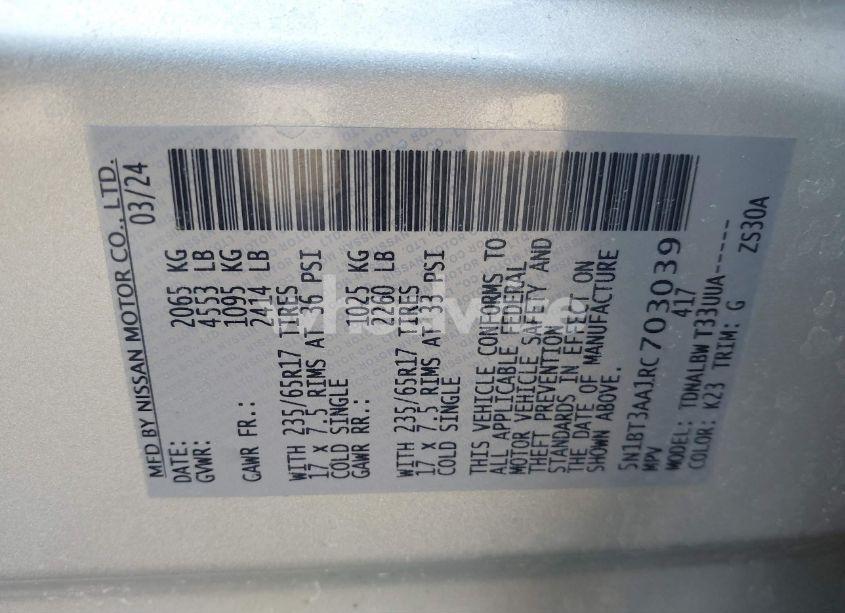 MFD BY NISSAN MOTOR CO., LTD.
DATE: 03/24
GVWR: 2065 KG
4553 LB
GAWR FR.: 1095 KG
2414 LB
WITH 235/65R17 TIRES
17 X 7.5 RIMS AT 36 PSI
COLD SINGLE
GAWR RR.: 1025 KG
2260 LB
WITH 235/65R17 TIRES
17 X 7.5 RIMS AT 33 PSI
COLD SINGLE
THIS VEHICLE CONFORMS TO
ALL APPLICABLE FEDERAL
MOTOR VEHICLE SAFETY AND
THEFT PREVENTION
STANDARDS IN EFFECT ON
THE DATE OF MANUFACTURE
SHOWN ABOVE.
5N1BT3AA1RC703039
MPV 417
MODEL: TDNALBW T33UUA-----
COLOR: K23 TRIM: G ZS30A